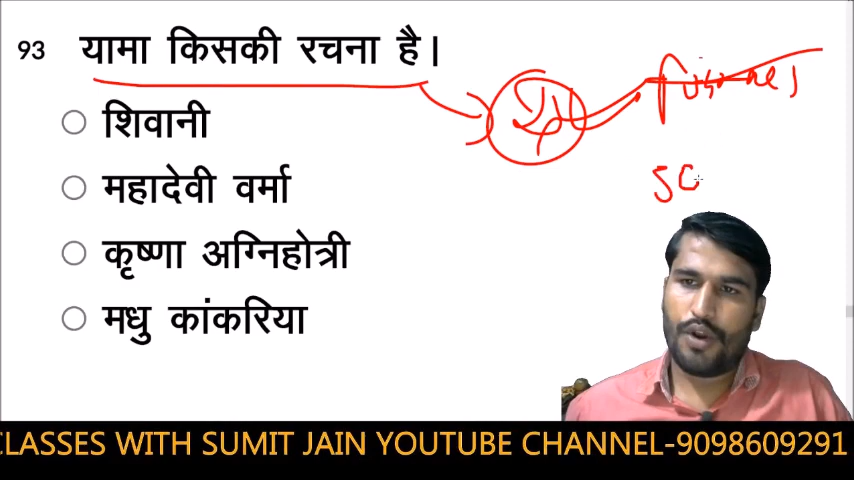 93 यामा किसकी रचना है।
शिवानी
महादेवी वर्मा
कृष्णा अग्निहोत्री
मधु कांकरिया
CLASSES WITH SUMIT JAIN YOUTUBE CHANNEL-9098609291